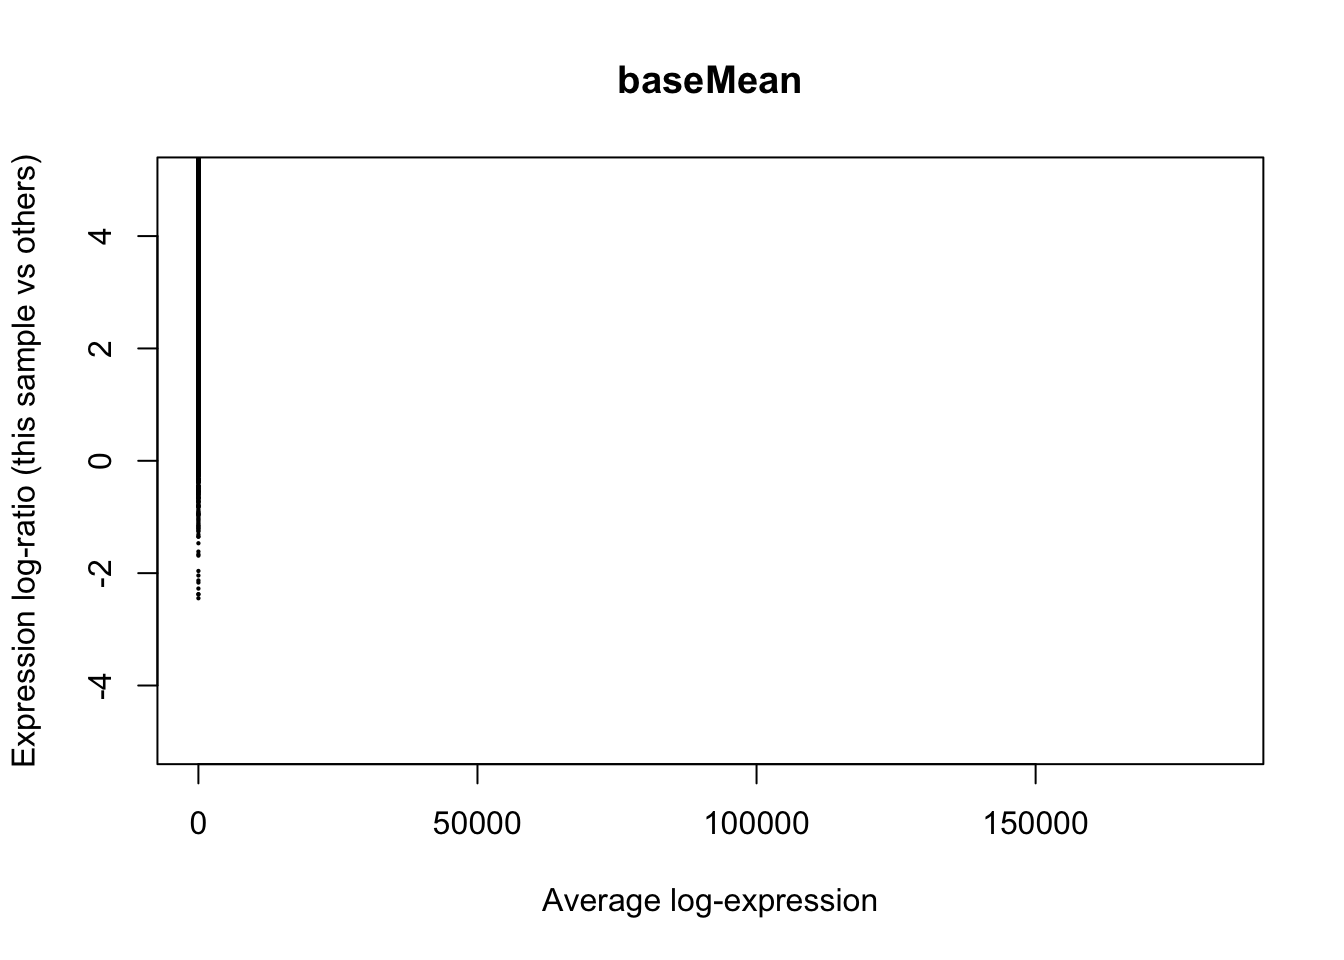 baseMean
Expression log-ratio (this sample vs others)
4
2
0
-2
-4
0 50000 100000 150000
Average log-expression